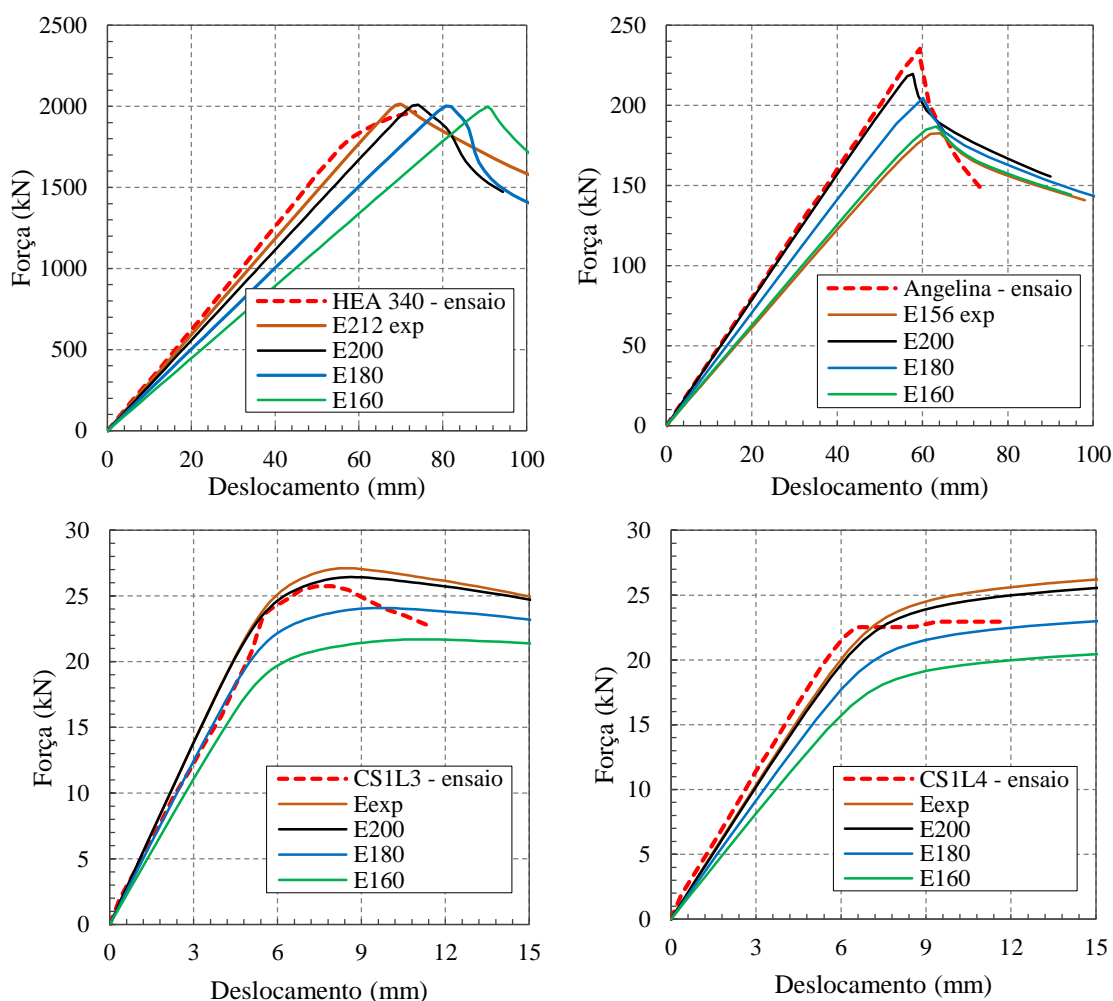 2500
2000
1500
1000
500
0
Força (kN)
HEA 340 - ensaio
E212 exp
E200
E180
E160
0 20 40 60 80 100
Deslocamento (mm)
250
200
150
100
50
0
Força (kN)
Angelina - ensaio
E156 exp
E200
E180
E160
0 20 40 60 80 100
Deslocamento (mm)
30
25
20
15
10
5
0
Força (kN)
CS1L3 - ensaio
Eexp
E200
E180
E160
0 3 6 9 12 15
Deslocamento (mm)
30
25
20
15
10
5
0
Força (kN)
CS1L4 - ensaio
Eexp
E200
E180
E160
0 3 6 9 12 15
Deslocamento (mm)